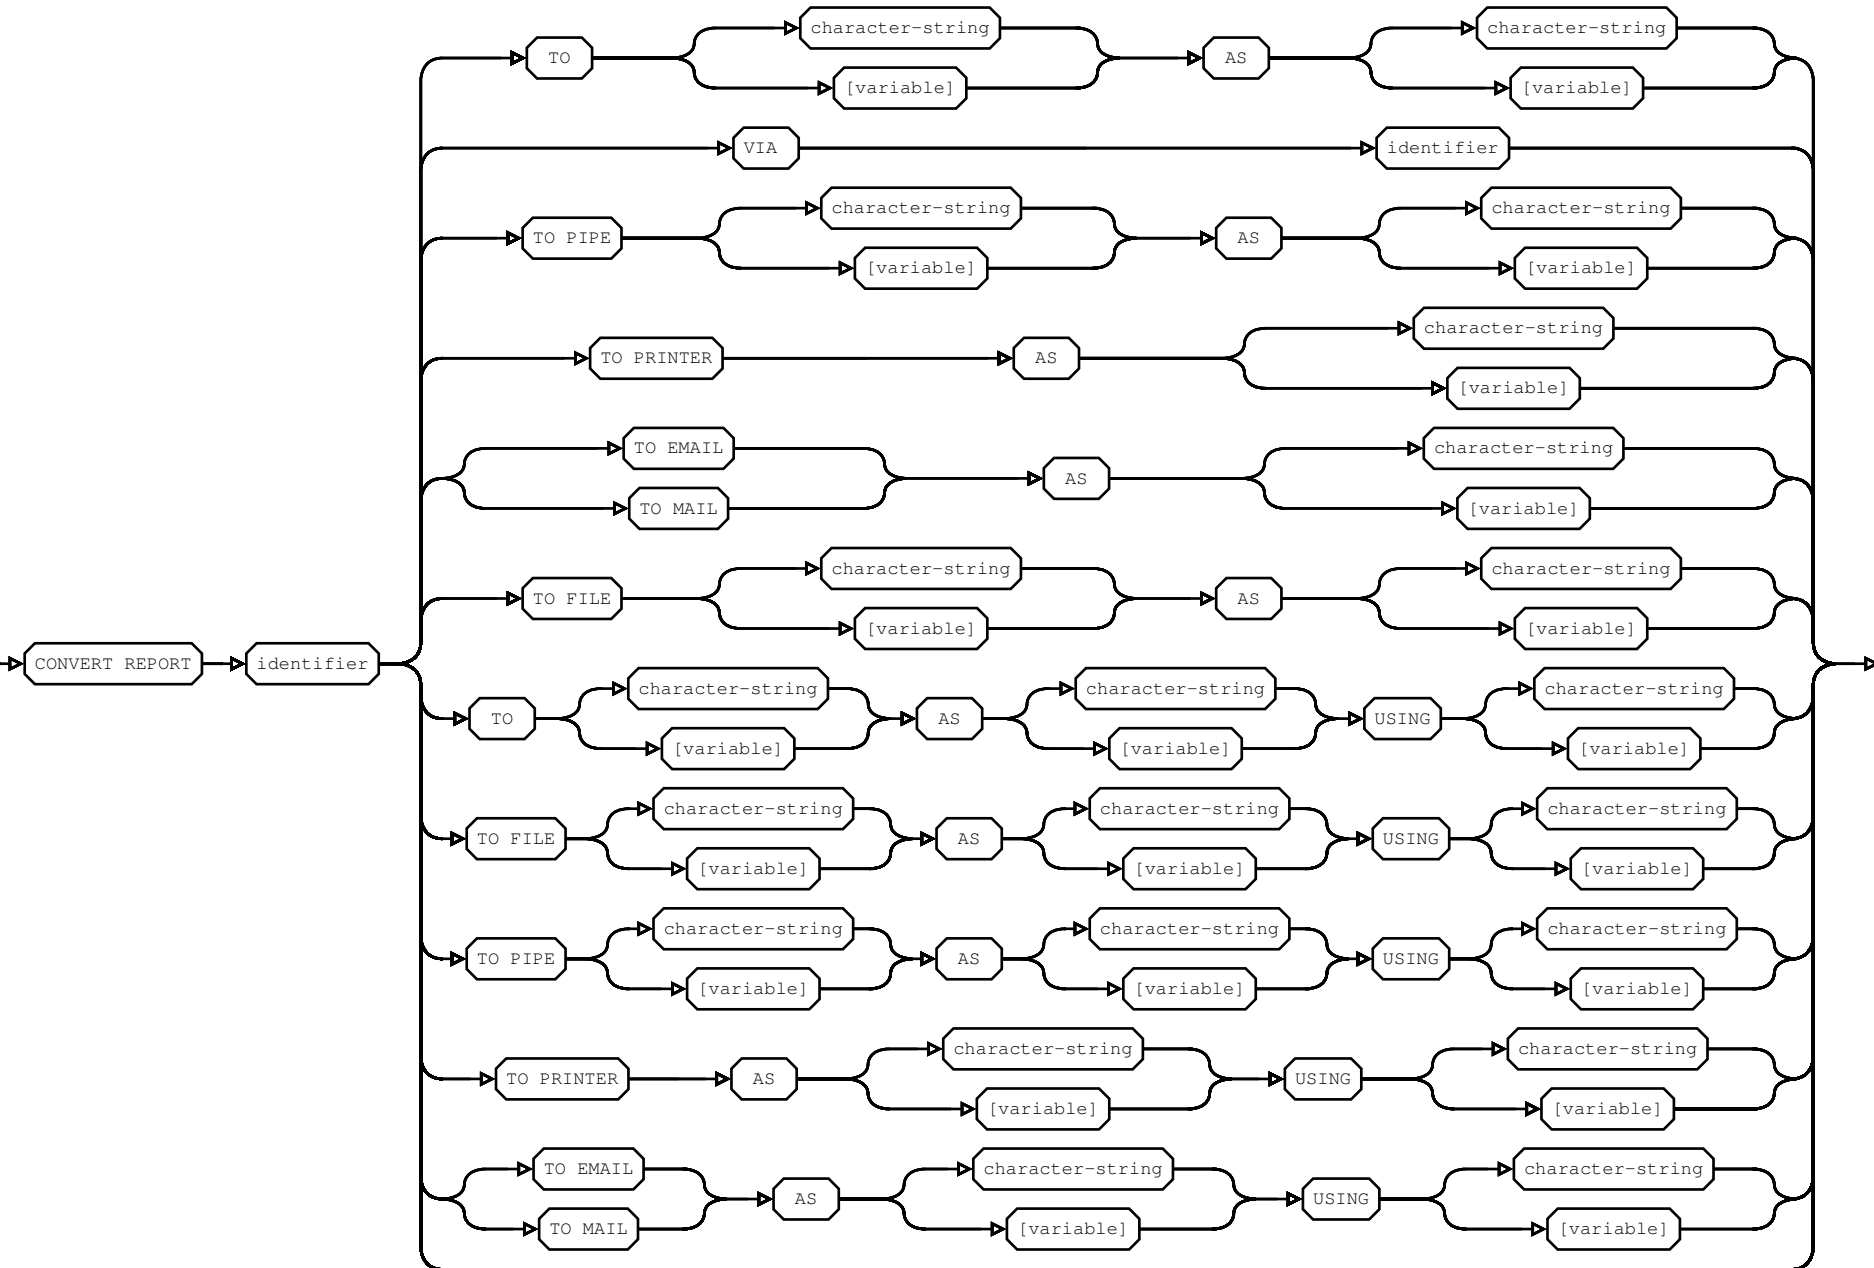 character-string character-string
TO AS
[variable] [variable]
VIA identifier
character-string character-string
TO PIPE AS
[variable] [variable]
character-string
TO PRINTER AS
[variable]
TO EMAIL character-string
AS
TO MAIL [variable]
character-string character-string
TO FILE AS
[variable] [variable]
CONVERT REPORT identifier
character-string character-string character-string
TO AS USING
[variable] [variable] [variable]
character-string character-string character-string
TO FILE AS USING
[variable] [variable] [variable]
character-string character-string character-string
TO PIPE AS USING
[variable] [variable] [variable]
character-string character-string
TO PRINTER AS USING
[variable] [variable]
TO EMAIL character-string character-string
AS USING
TO MAIL [variable] [variable]